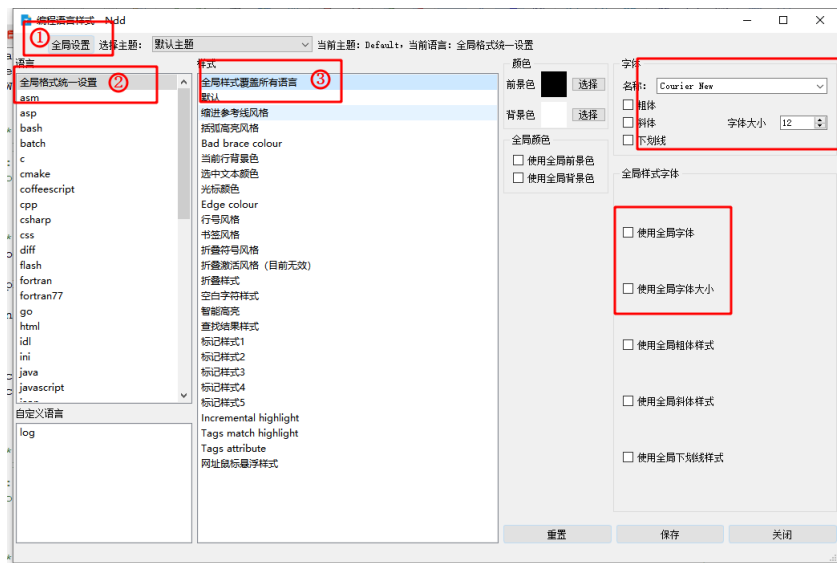 编程语言样式 - Ndd
①
全局设置 选择主题: 默认主题 当前主题: Default, 当前语言: 全局格式统一设置
语言
全局格式统一设置 ②
asm
asp
bash
batch
c
cmake
coffeescript
cpp
csharp
css
diff
flash
fortran
fortran77
go
html
idl
ini
java
javascript
自定义语言
log
样式
全局样式覆盖所有语言 ③
默认
缩进参考线风格
括弧高亮风格
Bad brace colour
当前行背景色
选中文本颜色
光标颜色
Edge colour
行号风格
书签风格
折叠符号风格
折叠激活风格（目前无效）
折叠样式
空白字符样式
智能高亮
查找结果样式
标记样式1
标记样式2
标记样式3
标记样式4
标记样式5
Incremental highlight
Tags match highlight
Tags attribute
网址鼠标悬浮样式
颜色
前景色 选择
背景色 选择
全局颜色
使用全局前景色
使用全局背景色
字体
名称: Courier New
粗体
斜体 字体大小 12
下划线
全局样式字体
使用全局字体
使用全局字体大小
使用全局粗体样式
使用全局斜体样式
使用全局下划线样式
重置 保存 关闭